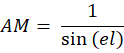 AM = 1 / sin (el)